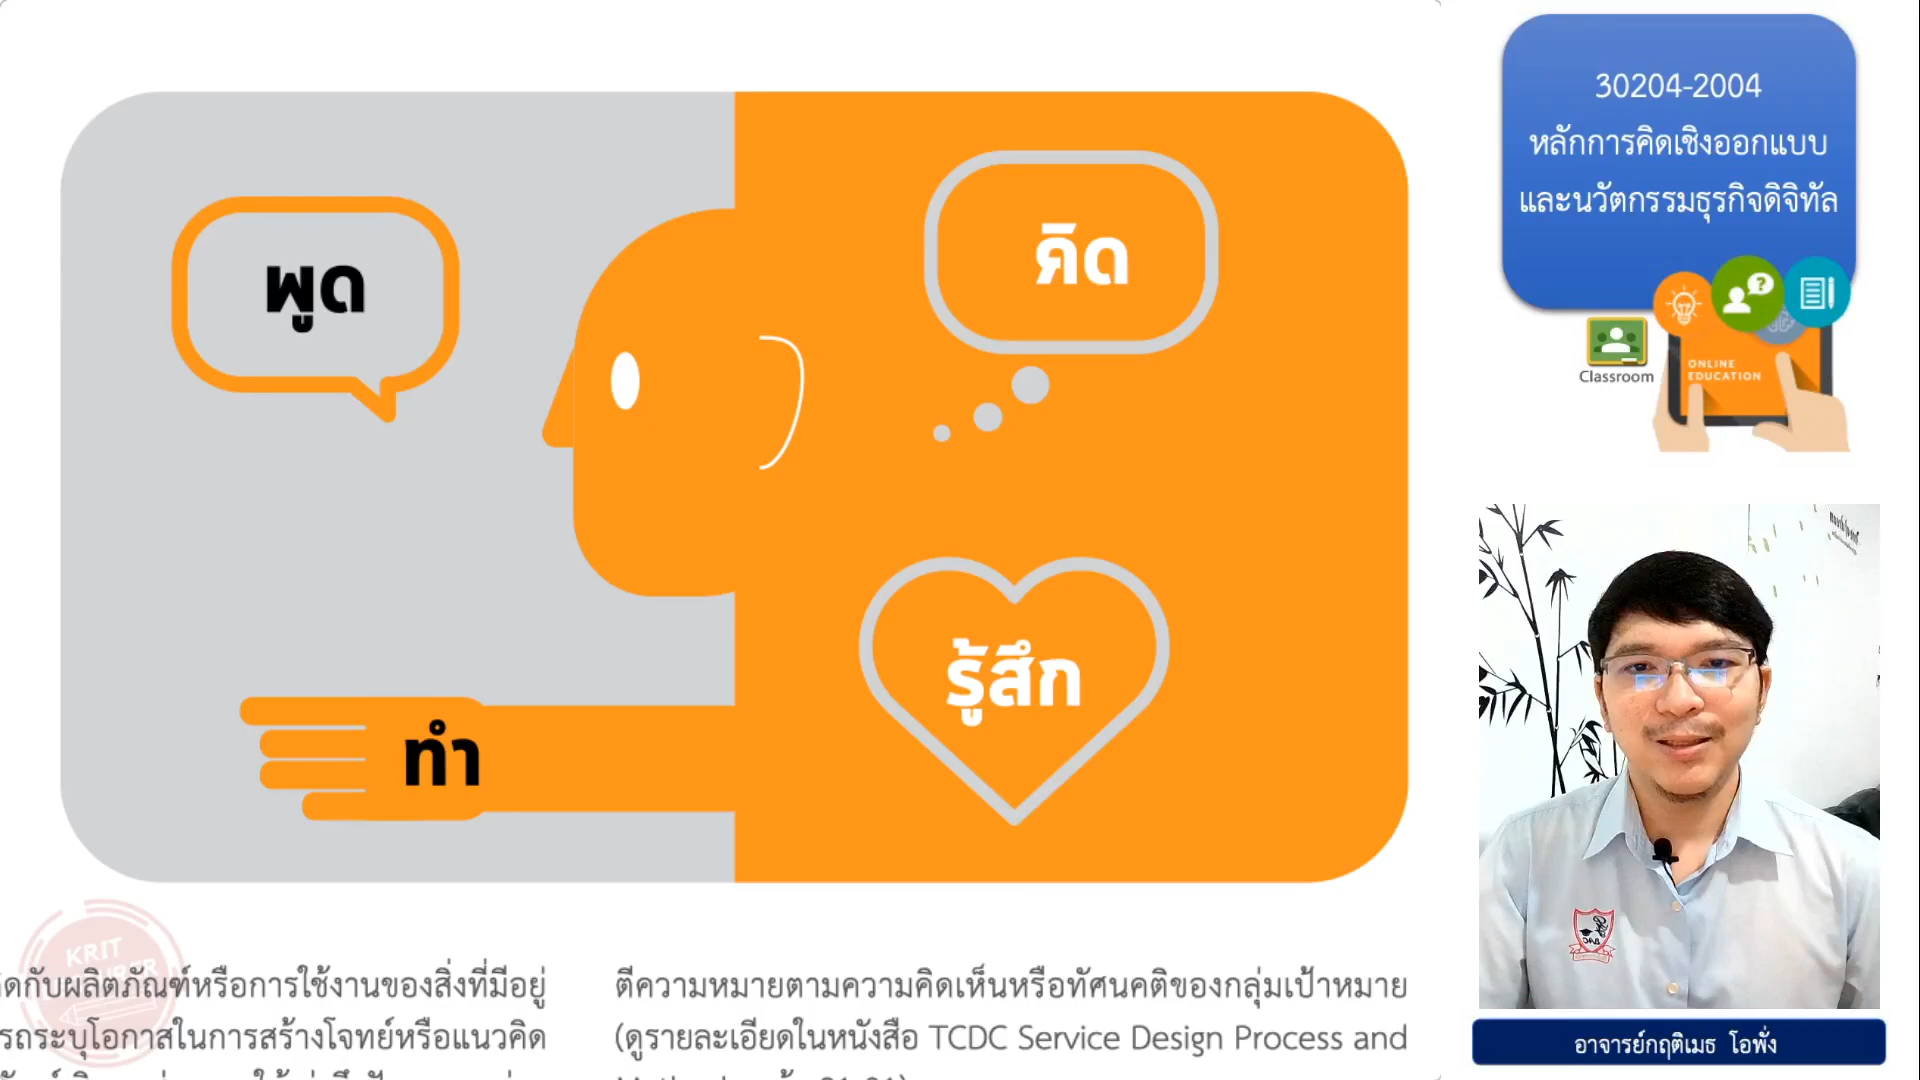 พูด
คิด
รู้สึก
ทำ
ดกับผลิตภัณฑ์หรือการใช้งานของสิ่งที่มีอยู่
รถระบุโอกาสในการสร้างโจทย์หรือแนวคิด
ตีความหมายตามความคิดเห็นหรือทัศนคติของกลุ่มเป้าหมาย
(ดูรายละเอียดในหนังสือ TCDC Service Design Process and
KRIT
30204-2004
หลักการคิดเชิงออกแบบ
และนวัตกรรมธุรกิจดิจิทัล
Classroom
ONLINE
EDUCATION
อาจารย์กฤติเมธ โอพั่ง